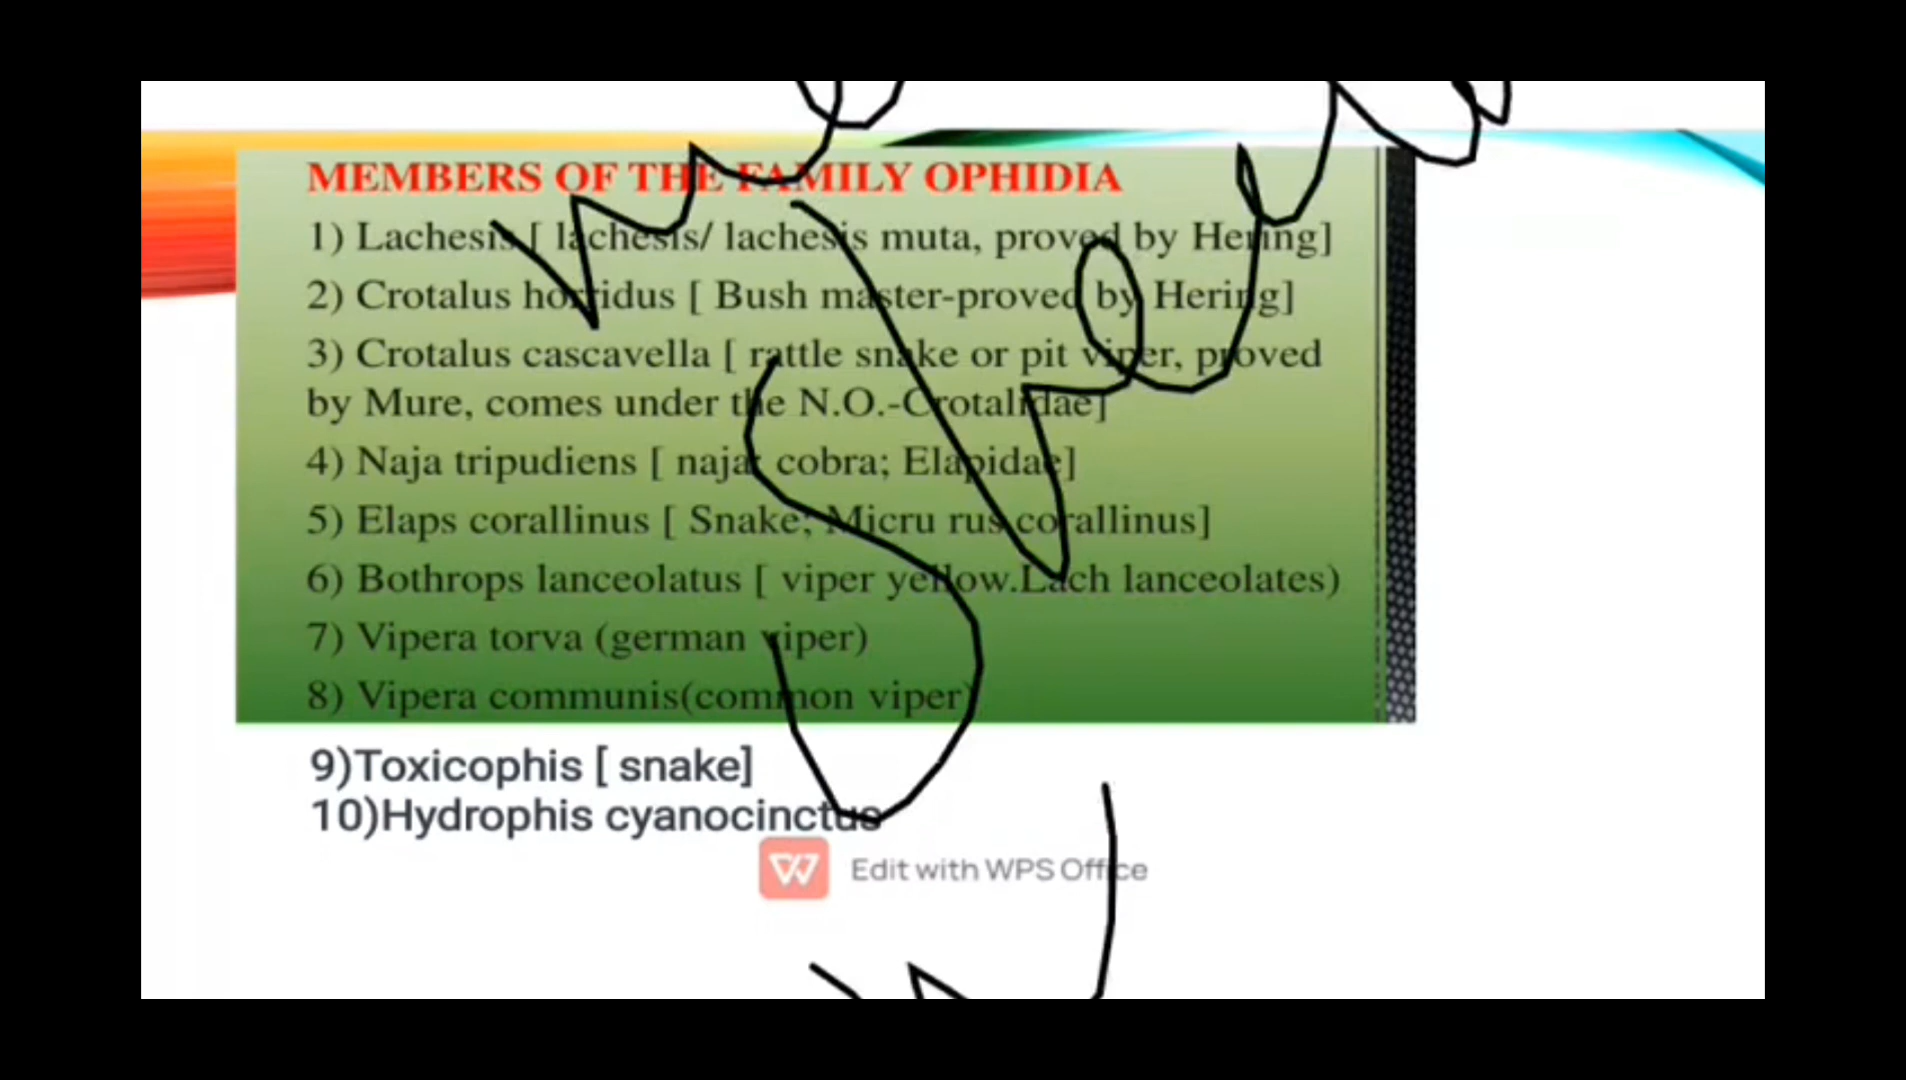 MEMBERS OF THE FAMILY OPHIDIA
1) Lachesis [ lachesis/ lachesis muta, proved by Hering]
2) Crotalus horridus [ Bush master-proved by Hering]
3) Crotalus cascavella [ rattle snake or pit viper, proved
by Mure, comes under the N.O.-Crotalidae]
4) Naja tripudiens [ naja; cobra; Elapidae]
5) Elaps corallinus [ Snake; Micru rus corallinus]
6) Bothrops lanceolatus [ viper yellow.Lach lanceolates)
7) Vipera torva (german viper)
8) Vipera communis(common viper)
9)Toxicophis [ snake]
10)Hydrophis cyanocinctus
Edit with WPS Office